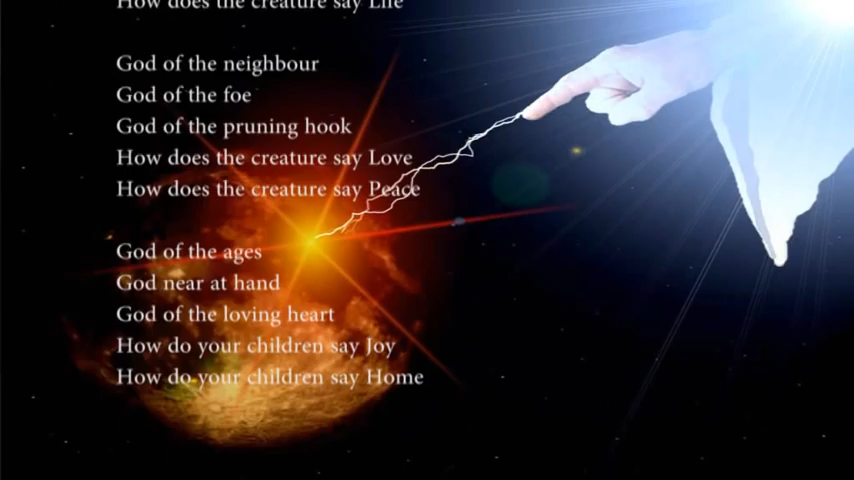 How does the creature say Life
God of the neighbour
God of the foe
God of the pruning hook
How does the creature say Love
How does the creature say Peace
God of the ages
God near at hand
God of the loving heart
How do your children say Joy
How do your children say Home